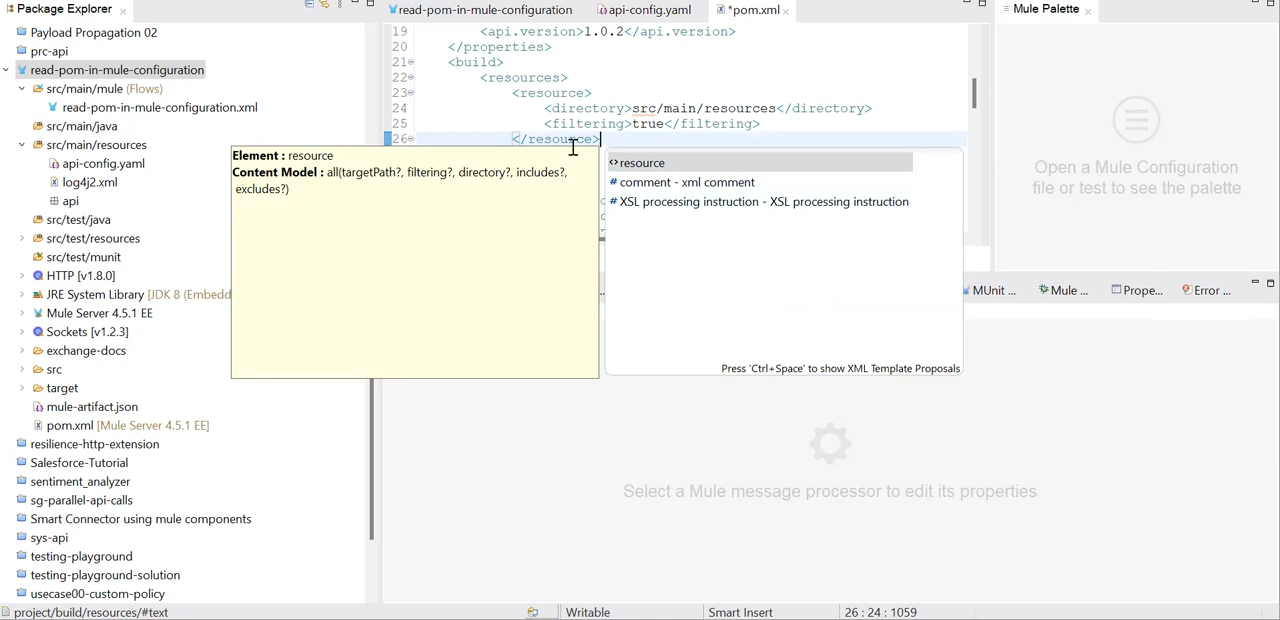 Package Explorer
Payload Propagation 02
prc-api
read-pom-in-mule-configuration
src/main/mule (Flows)
read-pom-in-mule-configuration.xml
src/main/java
src/main/resources
api-config.yaml
log4j2.xml
api
src/test/java
src/test/resources
src/test/munit
HTTP [v1.8.0]
JRE System Library [JDK 8 (Embedd
Mule Server 4.5.1 EE
Sockets [v1.2.3]
exchange-docs
src
target
mule-artifact.json
pom.xml [Mule Server 4.5.1 EE]
resilience-http-extension
Salesforce-Tutorial
sentiment_analyzer
sg-parallel-api-calls
Smart Connector using mule components
sys-api
testing-playground
testing-playground-solution
usecase00-custom-policy
read-pom-in-mule-configuration
api-config.yaml
*pom.xml
19 <api.version>1.0.2</api.version>
20 </properties>
21 <build>
22 <resources>
23 <resource>
24 <directory>src/main/resources</directory>
25 <filtering>true</filtering>
26 </resource>
Element : resource
Content Model : all(targetPath?, filtering?, directory?, includes?,
excludes?)
<>resource
# comment - xml comment
# XSL processing instruction - XSL processing instruction
Press 'Ctrl+Space' to show XML Template Proposals
Mule Palette
Open a Mule Configuration
file or test to see the palette
MUnit ...
Mule ...
Prope...
Error ...
Select a Mule message processor to edit its properties
project/build/resources/#text
Writable
Smart Insert
26 : 24 : 1059